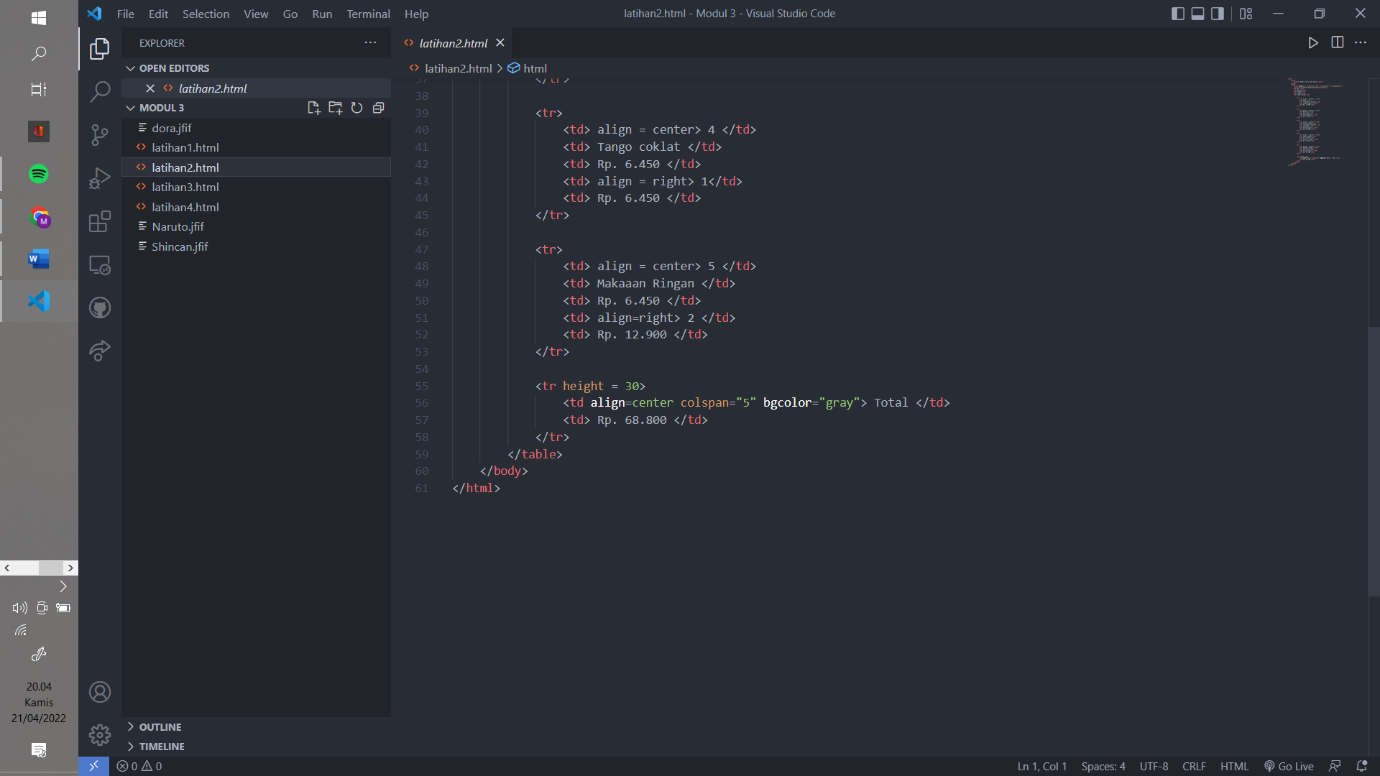 File Edit Selection View Go Run Terminal Help
latihan2.html - Modul 3 - Visual Studio Code
EXPLORER
OPEN EDITORS
latihan2.html
MODUL 3
dora.jfif
latihan1.html
latihan2.html
latihan3.html
latihan4.html
Naruto.jfif
Shincan.jfif
OUTLINE
TIMELINE
latihan2.html
latihan2.html > html
37 </tr>
38
39 <tr>
40 <td> align = center> 4 </td>
41 <td> Tango coklat </td>
42 <td> Rp. 6.450 </td>
43 <td> align = right> 1</td>
44 <td> Rp. 6.450 </td>
45 </tr>
46
47 <tr>
48 <td> align = center> 5 </td>
49 <td> Makaaan Ringan </td>
50 <td> Rp. 6.450 </td>
51 <td> align=right> 2 </td>
52 <td> Rp. 12.900 </td>
53 </tr>
54
55 <tr height = 30>
56 <td align=center colspan="5" bgcolor="gray"> Total </td>
57 <td> Rp. 68.800 </td>
58 </tr>
59 </table>
60 </body>
61 </html>
20.04
Kamis
21/04/2022
0 0
Ln 1, Col 1 Spaces: 4 UTF-8 CRLF HTML Go Live